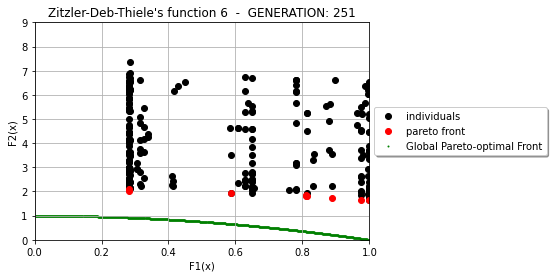 Zitzler-Deb-Thiele's function 6 - GENERATION: 251
9
8
7
6
5
4
3
2
1
0
F2(x)
0.0 0.2 0.4 0.6 0.8 1.0
F1(x)
individuals
pareto front
Global Pareto-optimal Front